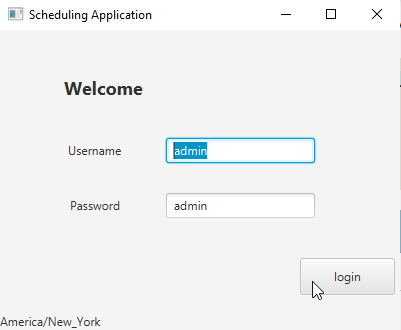 Scheduling Application
Welcome
Username admin
Password admin
login
America/New_York